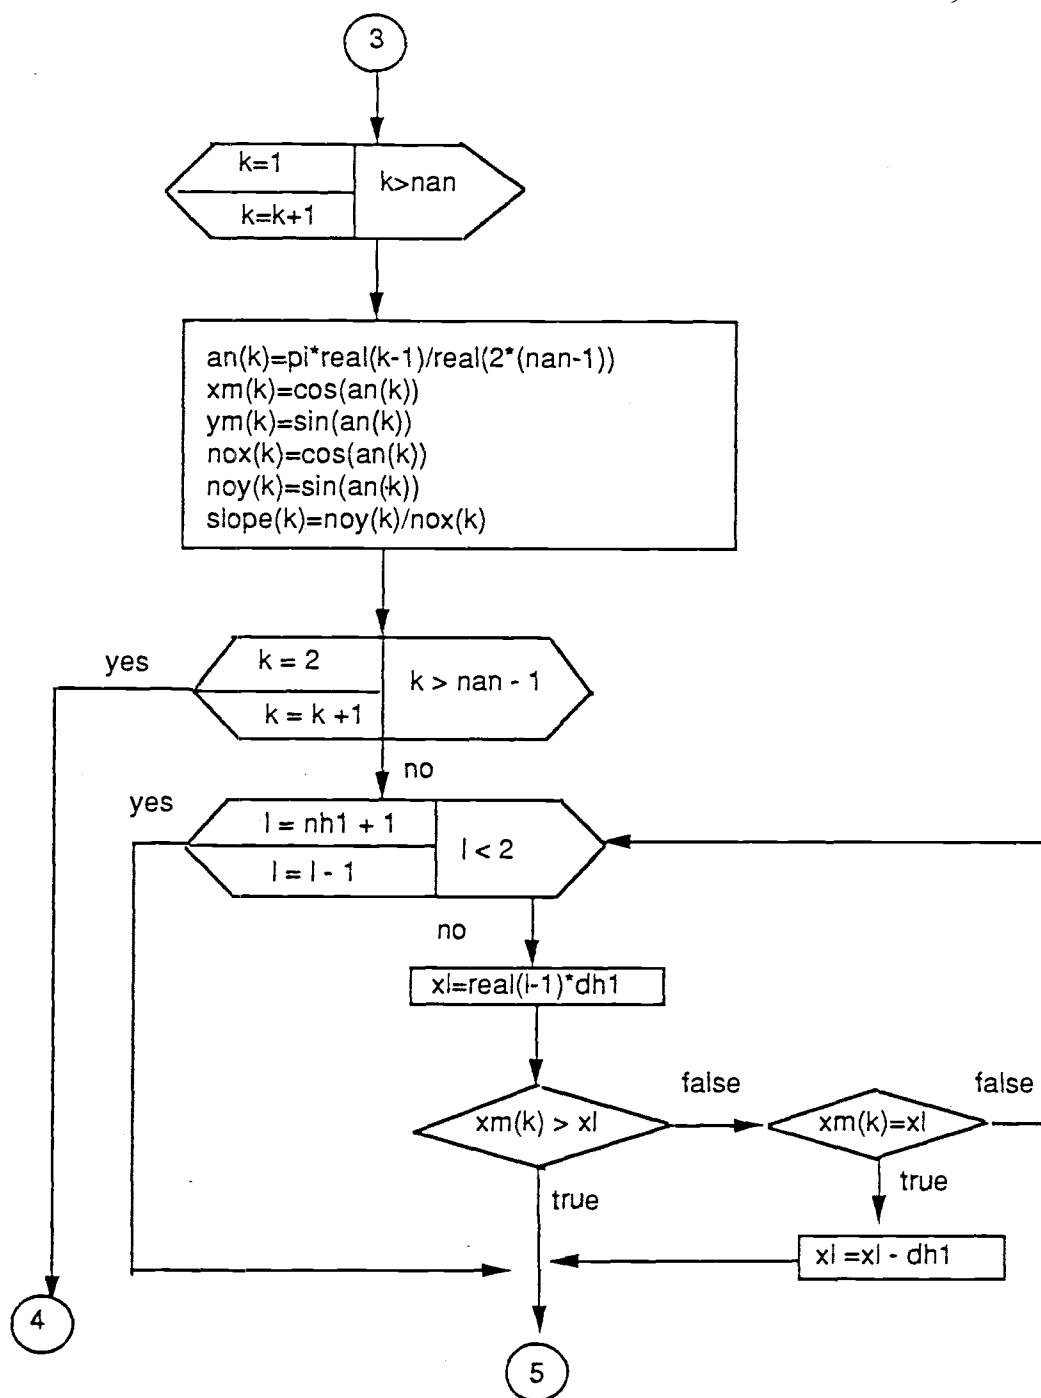 3
k=1
k>nan
k=k+1
an(k)=pi*real(k-1)/real(2*(nan-1))
xm(k)=cos(an(k))
ym(k)=sin(an(k))
nox(k)=cos(an(k))
noy(k)=sin(an(k))
slope(k)=noy(k)/nox(k)
yes
k = 2
k > nan - 1
k = k +1
no
yes
l = nh1 + 1
l < 2
l = l - 1
no
xl=real(l-1)*dh1
false
false
xm(k) > xl
xm(k)=xl
true
true
xl =xl - dh1
4
5